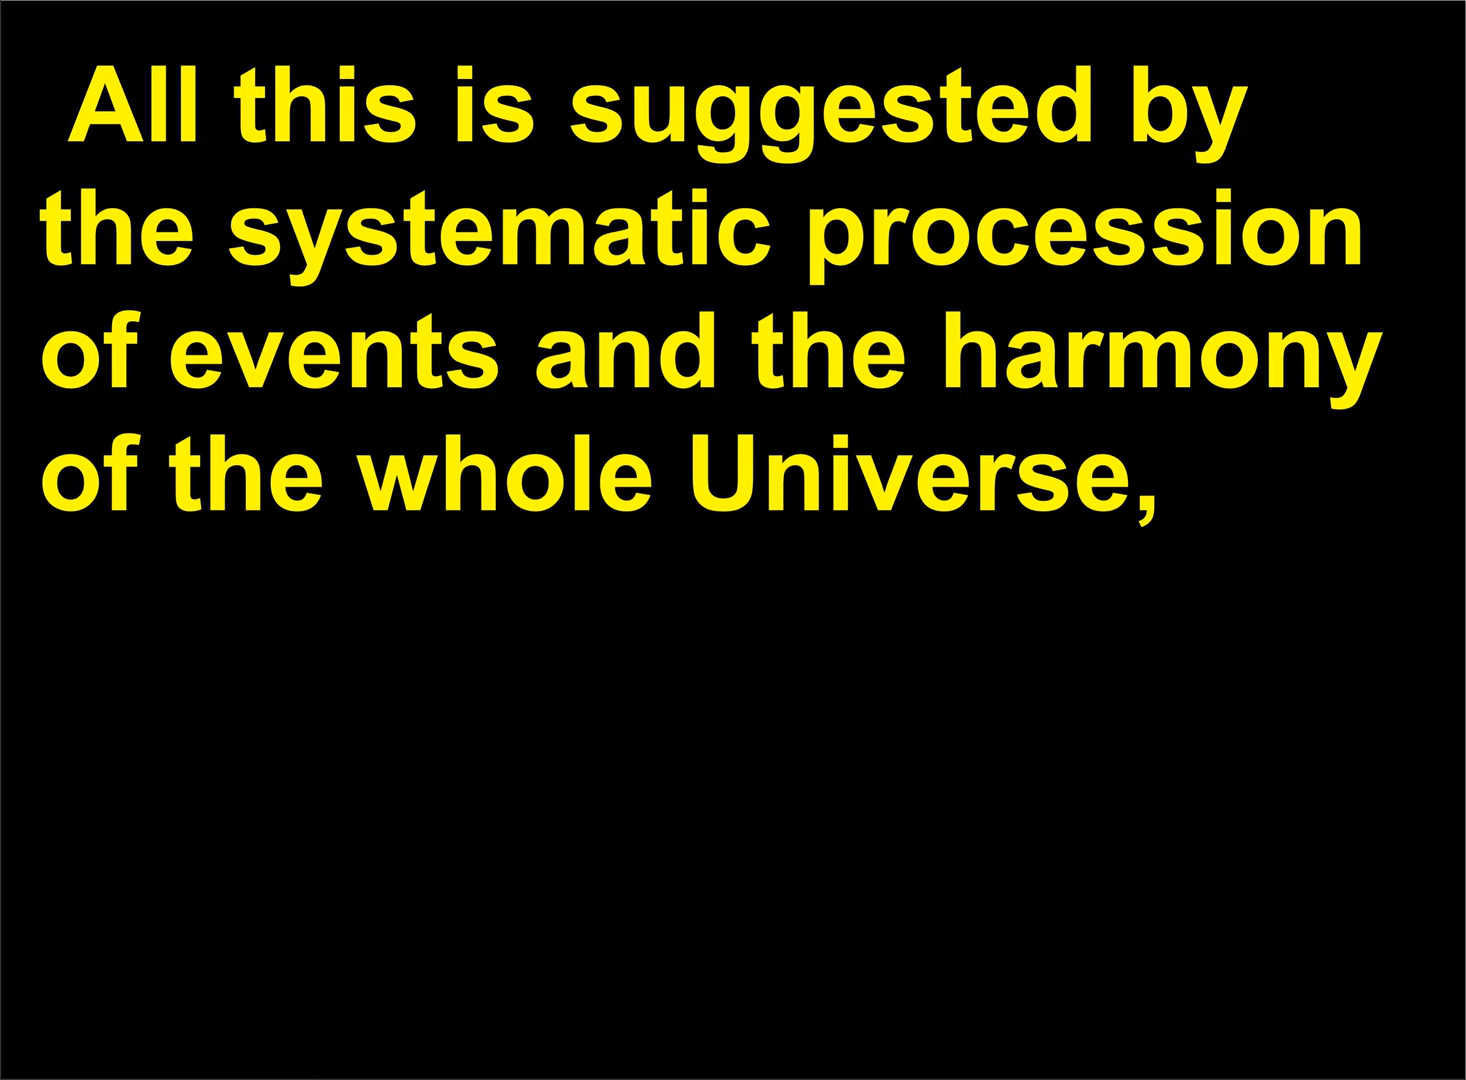 All this is suggested by
the systematic procession
of events and the harmony
of the whole Universe,